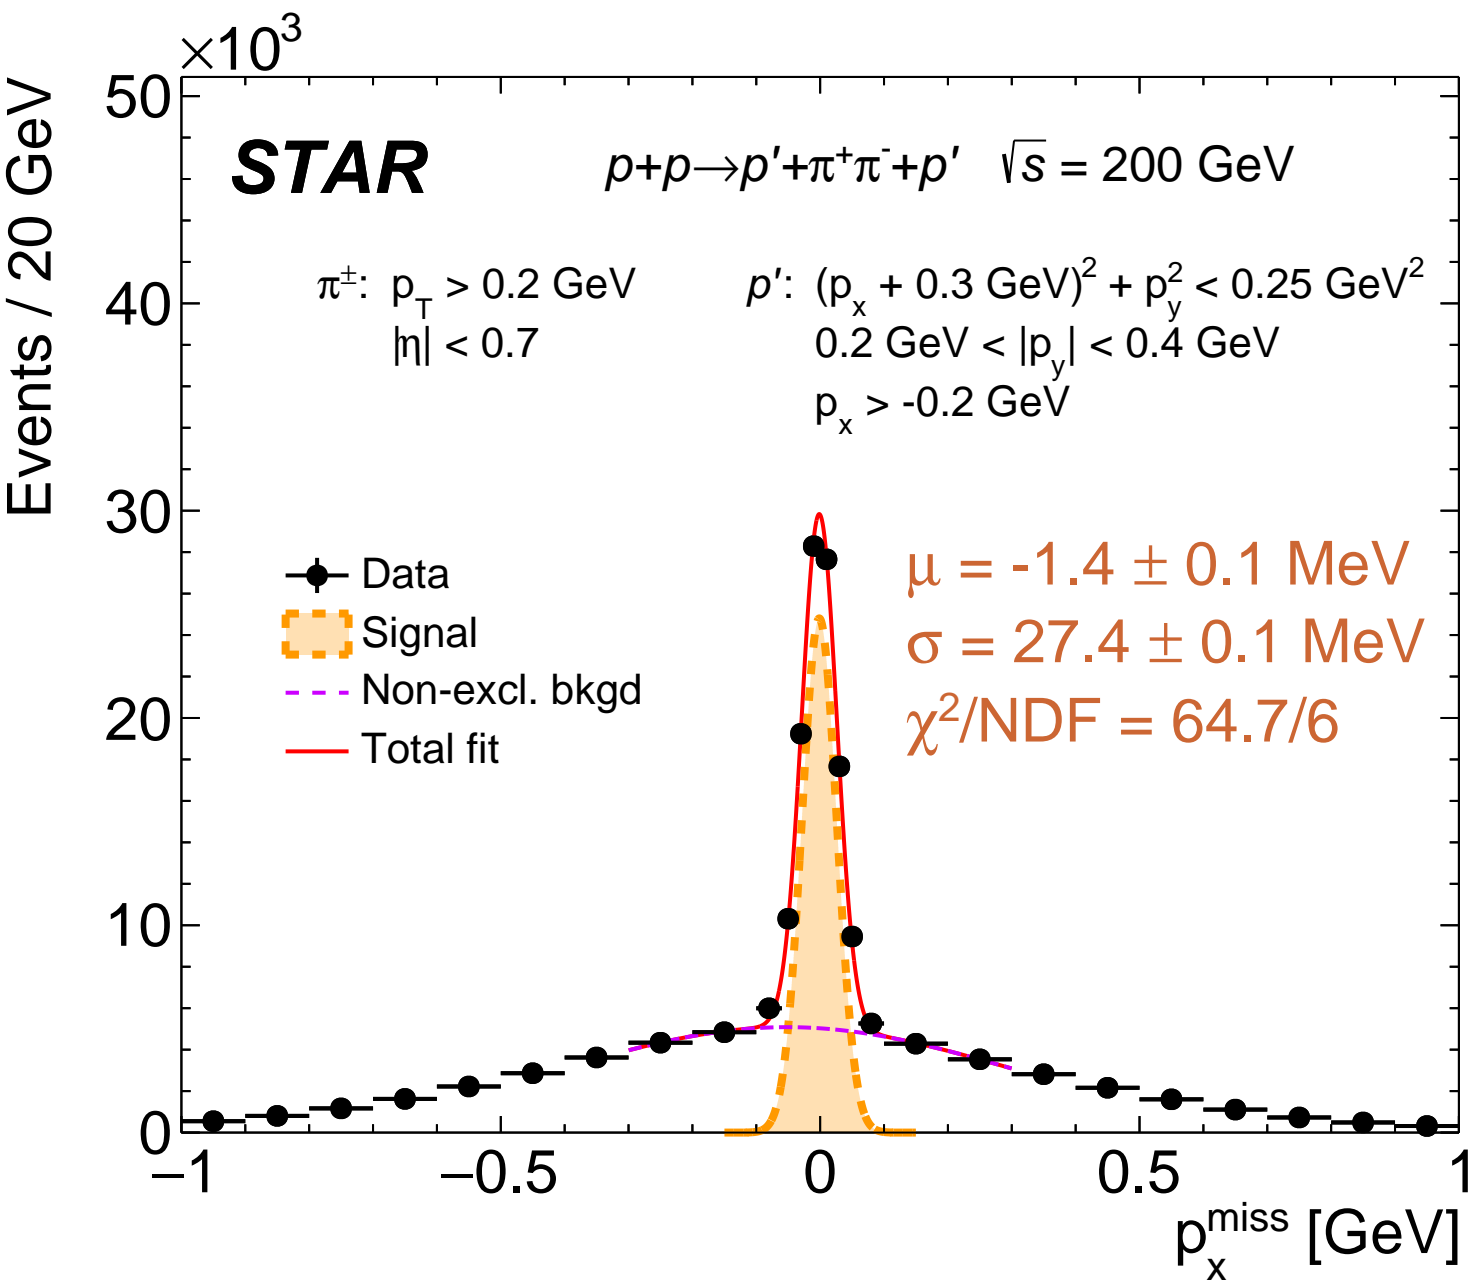 ×10³
Events / 20 GeV
50
40
30
20
10
0
STAR
p+p→p′+π⁺π⁻+p′ √s = 200 GeV
π±: p_T > 0.2 GeV
|η| < 0.7
p′: (p_x + 0.3 GeV)² + p_y² < 0.25 GeV²
0.2 GeV < |p_y| < 0.4 GeV
p_x > -0.2 GeV
Data
Signal
Non-excl. bkgd
Total fit
μ = -1.4 ± 0.1 MeV
σ = 27.4 ± 0.1 MeV
χ²/NDF = 64.7/6
−1
−0.5
0
0.5
1
p_x^miss [GeV]